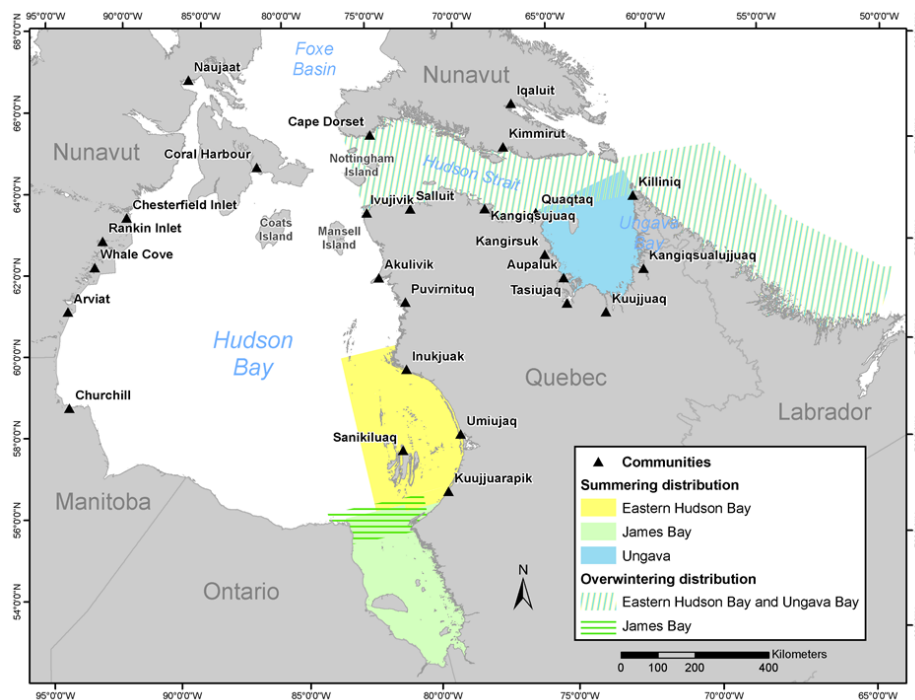 95°0'0"W
90°0'0"W
85°0'0"W
80°0'0"W
75°0'0"W
70°0'0"W
65°0'0"W
60°0'0"W
55°0'0"W
50°0'0"W
68°0'0"N
66°0'0"N
64°0'0"N
62°0'0"N
60°0'0"N
58°0'0"N
56°0'0"N
54°0'0"N
Foxe
Basin
Naujaat
Nunavut
Iqaluit
Cape Dorset
Kimmirut
Nunavut
Coral Harbour
Nottingham
Island
Hudson Strait
Killiniq
Chesterfield Inlet
Ivujivik
Salluit
Quaqtaq
Kangiqsujuaq
Rankin Inlet
Coats
Island
Mansell
Island
Ungava
Bay
Whale Cove
Kangirsuk
Kangiqsualujjuaq
Akulivik
Aupaluk
Arviat
Puvirnituq
Tasiujaq
Kuujjuaq
Hudson
Bay
Inukjuak
Quebec
Churchill
Labrador
Umiujaq
Sanikiluaq
Kuujjuarapik
Manitoba
Ontario
N
Communities
Summering distribution
Eastern Hudson Bay
James Bay
Ungava
Overwintering distribution
Eastern Hudson Bay and Ungava Bay
James Bay
Kilometers
0 100 200 400
95°0'0"W
90°0'0"W
85°0'0"W
80°0'0"W
75°0'0"W
70°0'0"W